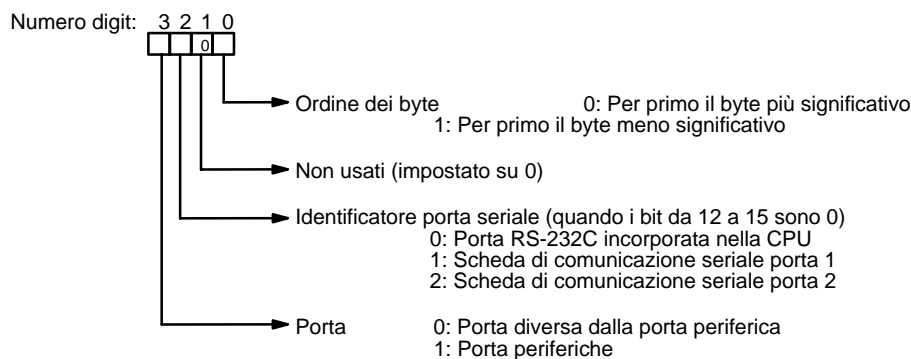 Numero digit: 3 2 1 0
0
Ordine dei byte 0: Per primo il byte più significativo
1: Per primo il byte meno significativo
Non usati (impostato su 0)
Identificatore porta seriale (quando i bit da 12 a 15 sono 0)
0: Porta RS-232C incorporata nella CPU
1: Scheda di comunicazione seriale porta 1
2: Scheda di comunicazione seriale porta 2
Porta 0: Porta diversa dalla porta periferica
1: Porta periferiche